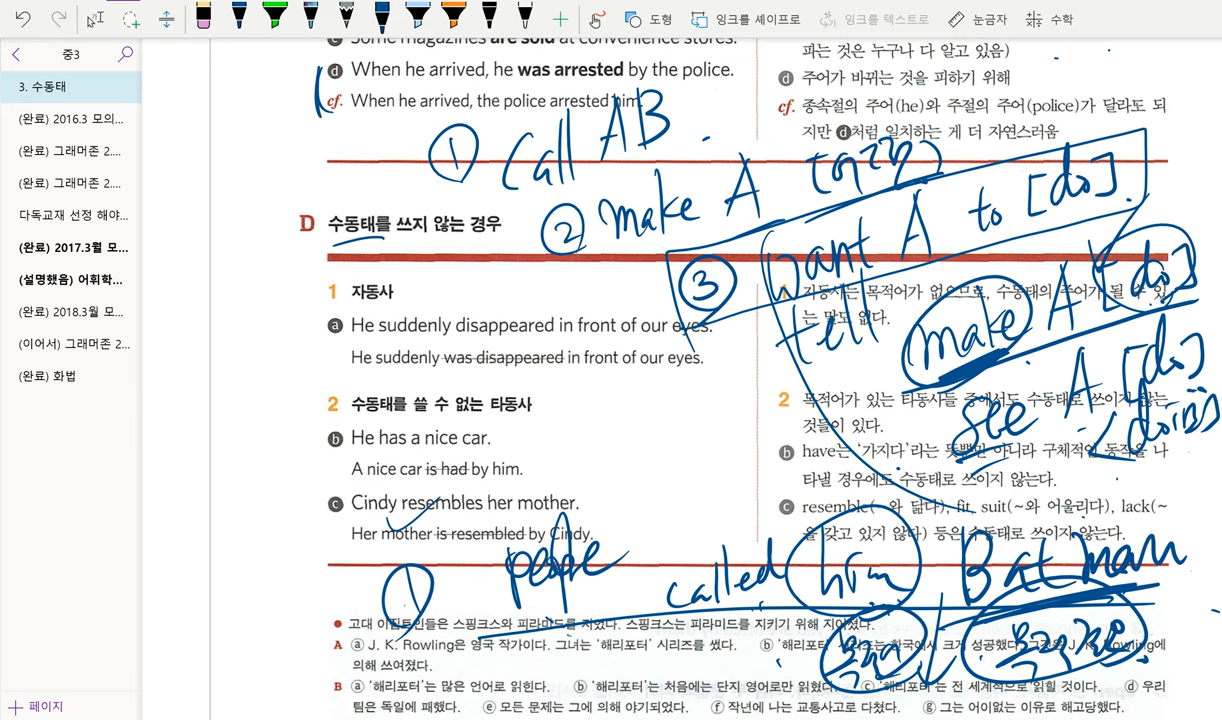 도형
잉크를 셰이프로
잉크를 텍스트로
눈금자
수학
중3
3. 수동태
(완료) 2016.3 모의...
(완료) 그래머존 2....
(완료) 그래머존 2....
다독교재 선정 해야...
(완료) 2017.3월 모...
(설명했음) 어휘학...
(완료) 2018.3월 모...
(이어서) 그래머존 2...
(완료) 화법
페이지
Some magazines are sold at convenience stores.
d When he arrived, he was arrested by the police.
cf. When he arrived, the police arrested him.
파는 것은 누구나 다 알고 있음)
d 주어가 바뀌는 것을 피하기 위해
cf. 종속절의 주어(he)와 주절의 주어(police)가 달라도 되
지만 d처럼 일치하는 게 더 자연스러움
① call AB
② make A
③ want A to [do]
tell
make A [do]
see A [do]
D 수동태를 쓰지 않는 경우
1 자동사
a He suddenly disappeared in front of our eyes.
He suddenly was disappeared in front of our eyes.
자동사는 목적어가 없으므로, 수동태의 주어가 될 수 있
는 말도 없다.
2 수동태를 쓸 수 없는 타동사
b He has a nice car.
A nice car is had by him.
c Cindy resembles her mother.
Her mother is resembled by Cindy.
2 목적어가 있는 타동사들 중에서도 수동태로 쓰이지 않는
것들이 있다.
b have는 ‘가지다’라는 뜻뿐만 아니라 구체적인 동작을 나
타낼 경우에도 수동태로 쓰이지 않는다.
c resemble(~와 닮다), fit, suit(~와 어울리다), lack(~
을 갖고 있지 않다) 등은 수동태로 쓰이지 않는다.
① people called him Batman
목적어
● 고대 이집트인들은 스핑크스와 피라미드를 지었다. 스핑크스는 피라미드를 지키기 위해 지어졌다.
A ⓐ J. K. Rowling은 영국 작가이다. 그녀는 ‘해리포터’ 시리즈를 썼다. ⓑ ‘해리포터’ 시리즈는 한국에서 크게 성공했다. 그것은 J. K. Rowling에
의해 쓰여졌다.
B ⓐ ‘해리포터’는 많은 언어로 읽힌다. ⓑ ‘해리포터’는 처음에는 단지 영어로만 읽혔다. ⓒ ‘해리포터’는 전 세계적으로 읽힐 것이다. ⓓ 우리
팀은 독일에 패했다. ⓔ 모든 문제는 그에 의해 야기되었다. ⓕ 작년에 나는 교통사고로 다쳤다. ⓖ 그는 어이없는 이유로 해고당했다.